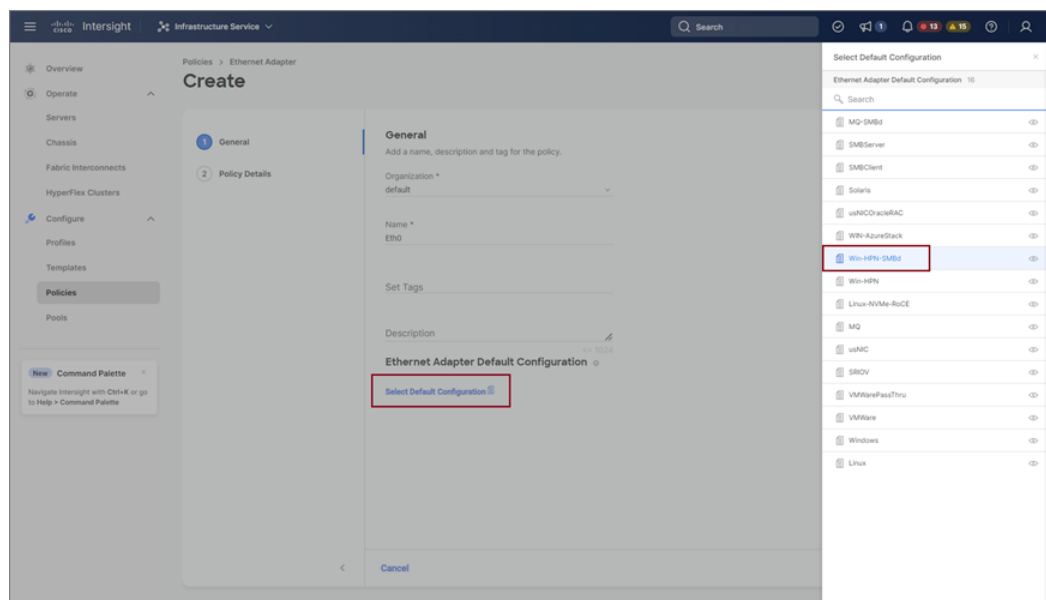 cisco Intersight
Infrastructure Service
Search
1
13
15
Overview
Operate
Servers
Chassis
Fabric Interconnects
HyperFlex Clusters
Configure
Profiles
Templates
Policies
Pools
New Command Palette
Navigate Intersight with Ctrl+K or go
to Help > Command Palette
Policies > Ethernet Adapter
Create
1 General
2 Policy Details
General
Add a name, description and tag for the policy.
Organization *
default
Name *
Eth0
Set Tags
Description
<= 1024
Ethernet Adapter Default Configuration
Select Default Configuration
Cancel
Select Default Configuration
Ethernet Adapter Default Configuration 16
Search
MQ-SMBd
SMBServer
SMBClient
Solaris
usNICOracleRAC
WIN-AzureStack
Win-HPN-SMBd
Win-HPN
Linux-NVMe-RoCE
MQ
usNIC
SRIOV
VMWarePassThru
VMWare
Windows
Linux